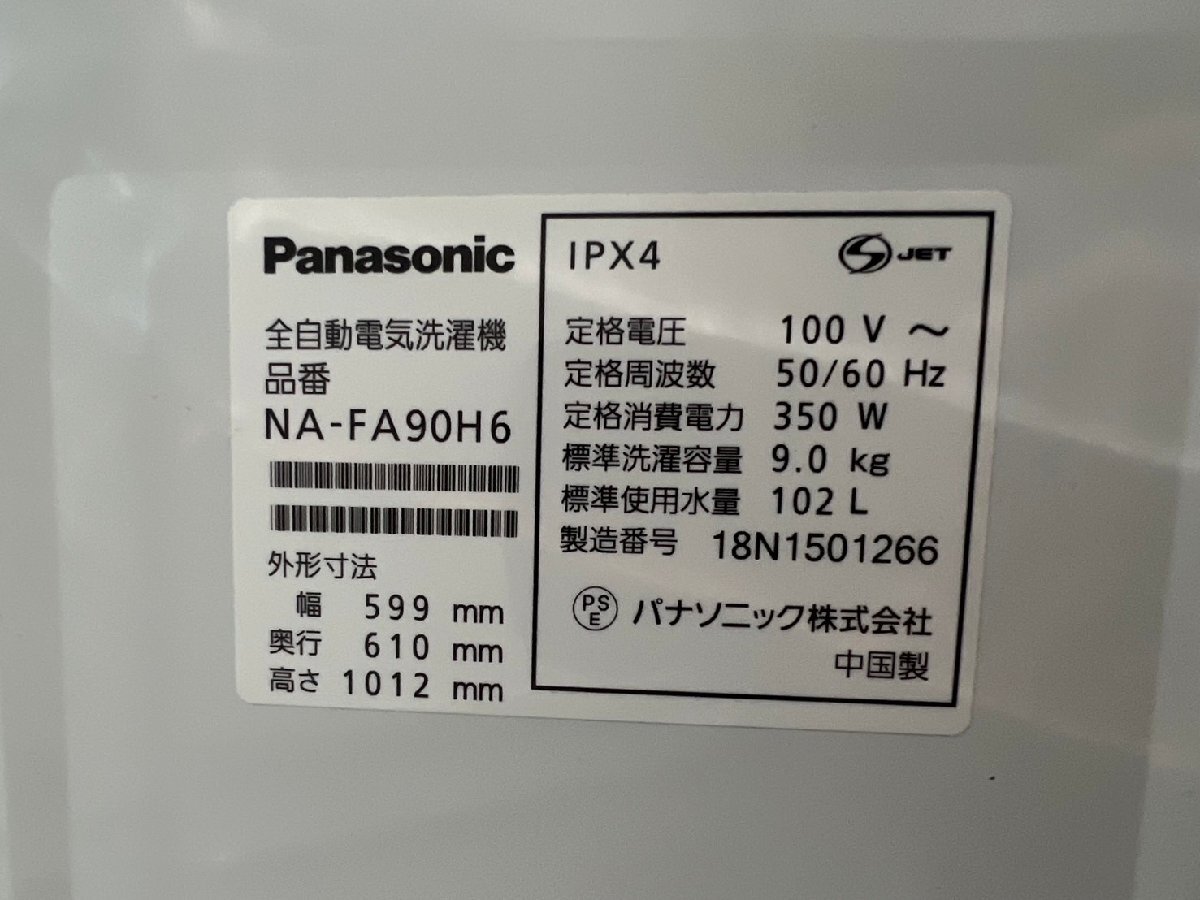 Panasonic
全自動電気洗濯機
品番
NA-FA90H6
外形寸法
幅 599 mm
奥行 610 mm
高さ 1012 mm
IPX4
S JET
定格電圧 100 V ～
定格周波数 50/60 Hz
定格消費電力 350 W
標準洗濯容量 9.0 kg
標準使用水量 102 L
製造番号 18N1501266
PS E パナソニック株式会社
中国製